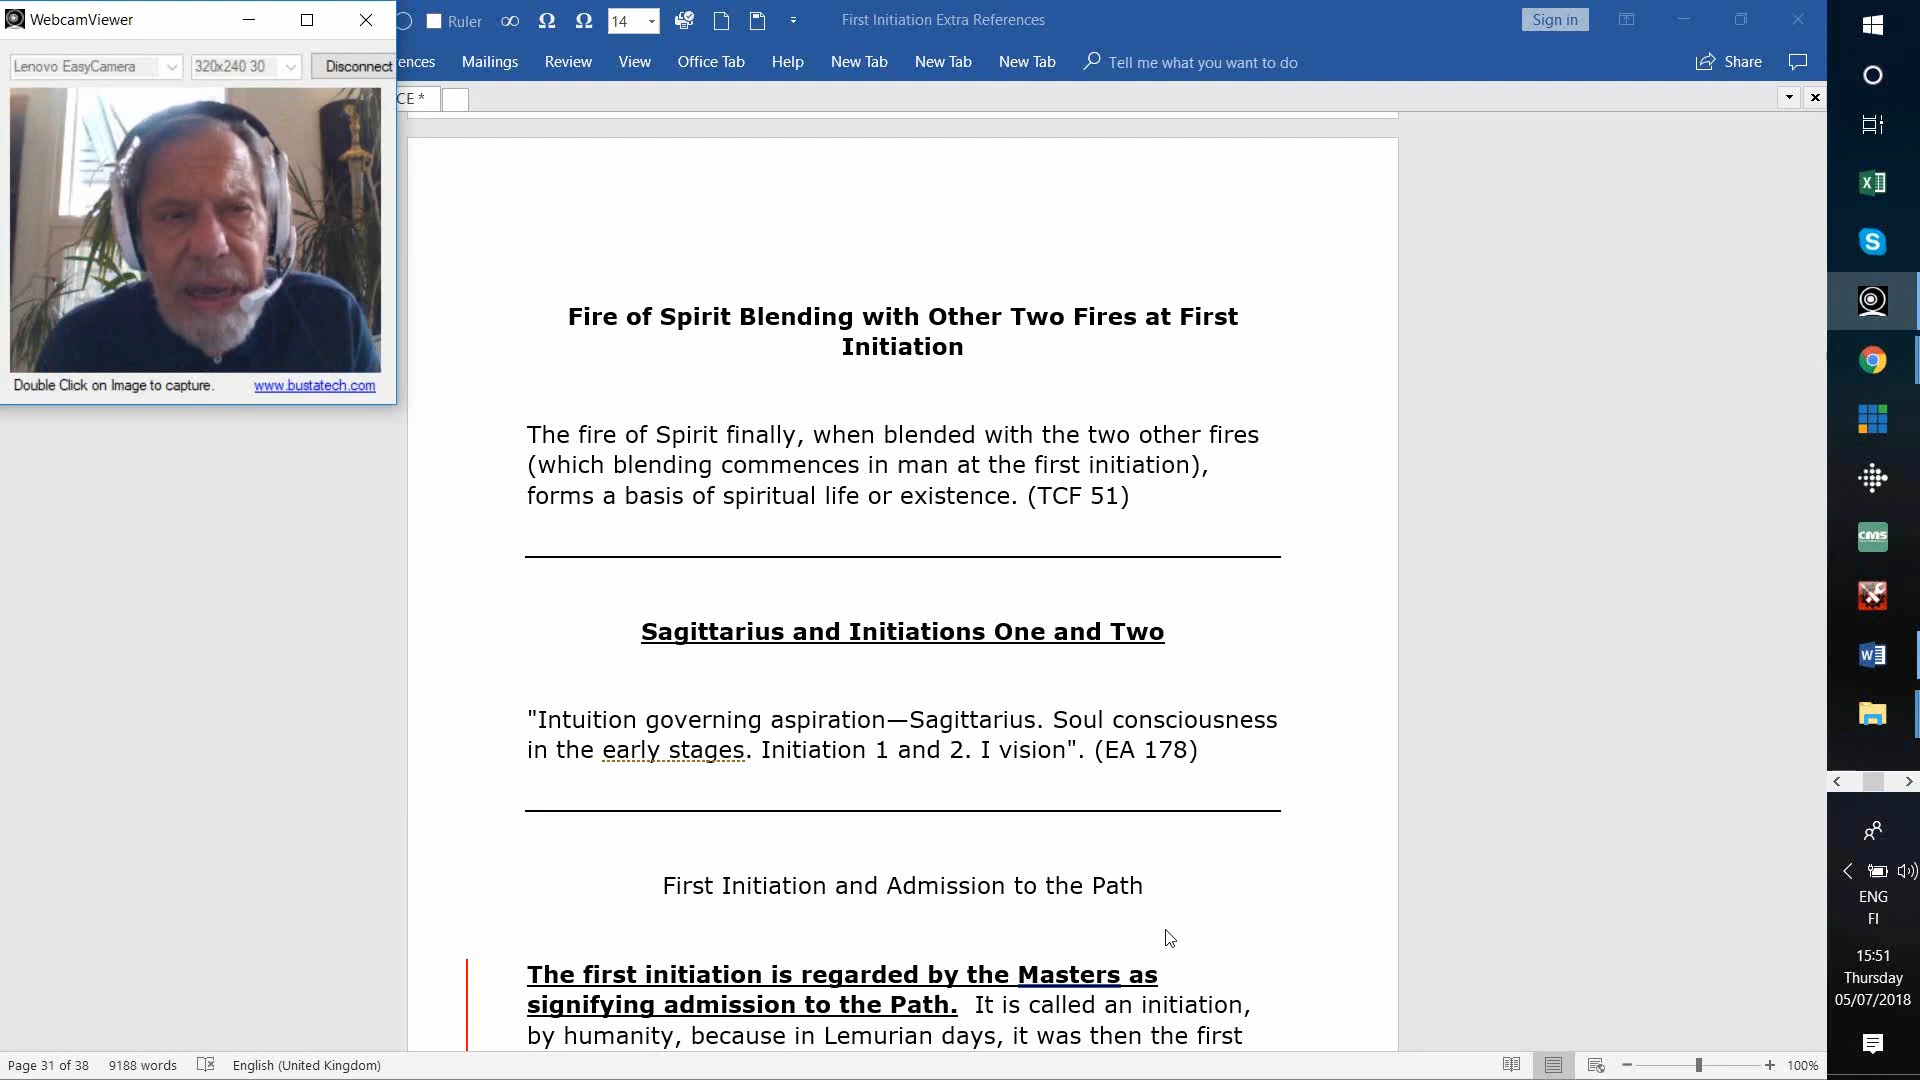 WebcamViewer
Lenovo EasyCamera
320x240 30
Disconnect
Double Click on Image to capture.
www.bustatech.com
Ruler
14
First Initiation Extra References
Sign in
ences
Mailings
Review
View
Office Tab
Help
New Tab
New Tab
New Tab
Tell me what you want to do
Share
CE *
Fire of Spirit Blending with Other Two Fires at First
Initiation
The fire of Spirit finally, when blended with the two other fires
(which blending commences in man at the first initiation),
forms a basis of spiritual life or existence. (TCF 51)
Sagittarius and Initiations One and Two
"Intuition governing aspiration—Sagittarius. Soul consciousness
in the early stages. Initiation 1 and 2. I vision". (EA 178)
First Initiation and Admission to the Path
The first initiation is regarded by the Masters as
signifying admission to the Path.  It is called an initiation,
by humanity, because in Lemurian days, it was then the first
Page 31 of 38
9188 words
English (United Kingdom)
100%
CMS
ENG
FI
15:51
Thursday
05/07/2018